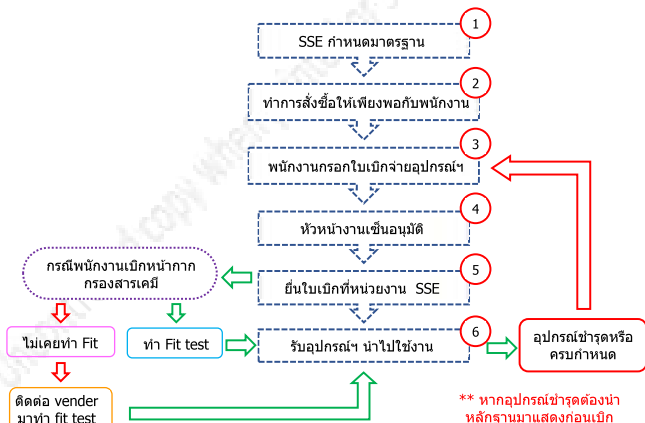 1
SSE กำหนดมาตรฐาน
2
ทำการสั่งซื้อให้เพียงพอกับพนักงาน
3
พนักงานกรอกใบเบิกจ่ายอุปกรณ์ฯ
4
หัวหน้างานเซ็นอนุมัติ
5
ยื่นใบเบิกที่หน่วยงาน SSE
กรณีพนักงานเบิกหน้ากาก
กรองสารเคมี
ไม่เคยทำ Fit
ทำ Fit test
6
รับอุปกรณ์ฯ นำไปใช้งาน
อุปกรณ์ชำรุดหรือ
ครบกำหนด
ติดต่อ vender
มาทำ fit test
** หากอุปกรณ์ชำรุดต้องนำ
หลักฐานมาแสดงก่อนเบิก
copy when